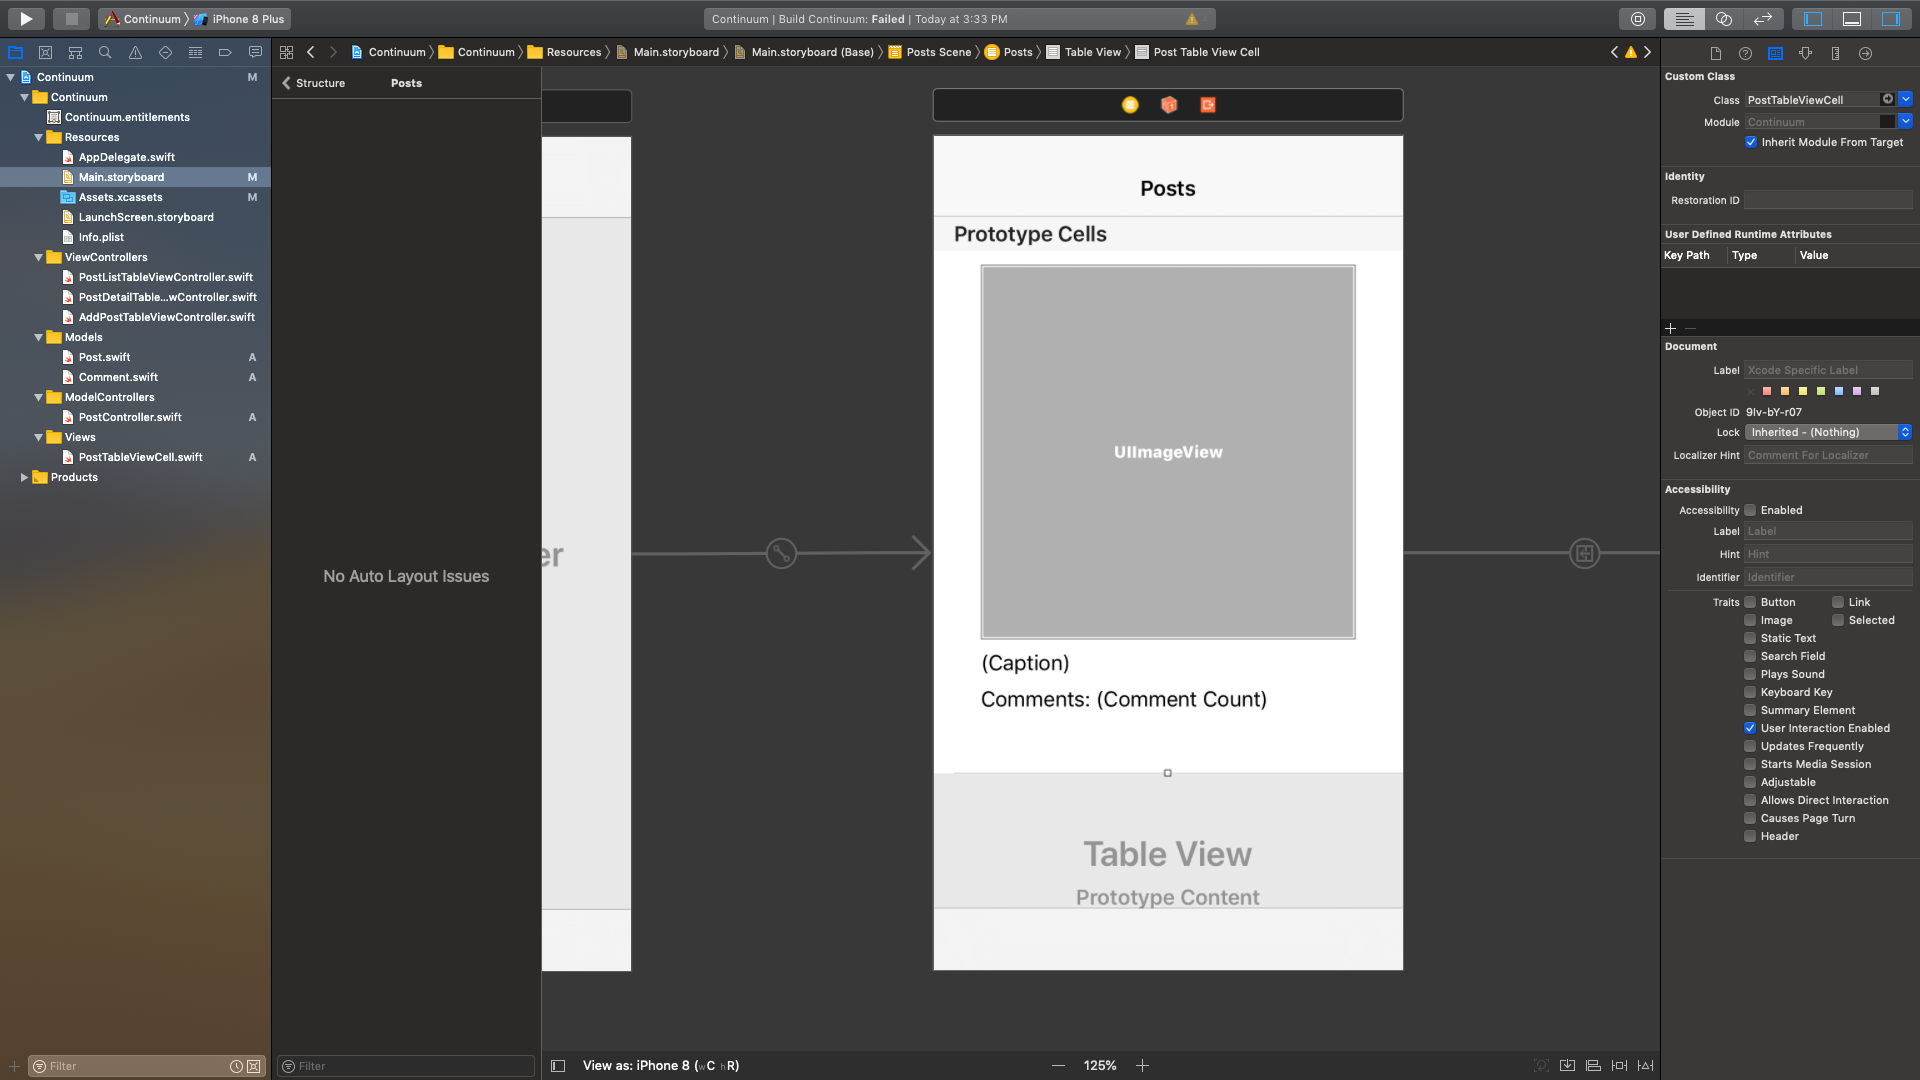 Continuum
iPhone 8 Plus
Continuum | Build Continuum: Failed | Today at 3:33 PM
Continuum
Continuum
Resources
Main.storyboard
Main.storyboard (Base)
Posts Scene
Posts
Table View
Post Table View Cell
Continuum M
Continuum
Continuum.entitlements
Resources
AppDelegate.swift
Main.storyboard M
Assets.xcassets M
LaunchScreen.storyboard
Info.plist
ViewControllers
PostListTableViewController.swift
PostDetailTable...wController.swift
AddPostTableViewController.swift
Models
Post.swift A
Comment.swift A
ModelControllers
PostController.swift A
Views
PostTableViewCell.swift A
Products
Filter
Structure
Posts
No Auto Layout Issues
Filter
er
Posts
Prototype Cells
UIImageView
(Caption)
Comments: (Comment Count)
Table View
Prototype Content
View as: iPhone 8 (wC hR)
125%
Custom Class
Class PostTableViewCell
Module Continuum
Inherit Module From Target
Identity
Restoration ID
User Defined Runtime Attributes
Key Path Type Value
Document
Label Xcode Specific Label
Object ID 9lv-bY-r07
Lock Inherited - (Nothing)
Localizer Hint Comment For Localizer
Accessibility
Accessibility Enabled
Label Label
Hint Hint
Identifier Identifier
Traits Button Link
Image Selected
Static Text
Search Field
Plays Sound
Keyboard Key
Summary Element
User Interaction Enabled
Updates Frequently
Starts Media Session
Adjustable
Allows Direct Interaction
Causes Page Turn
Header